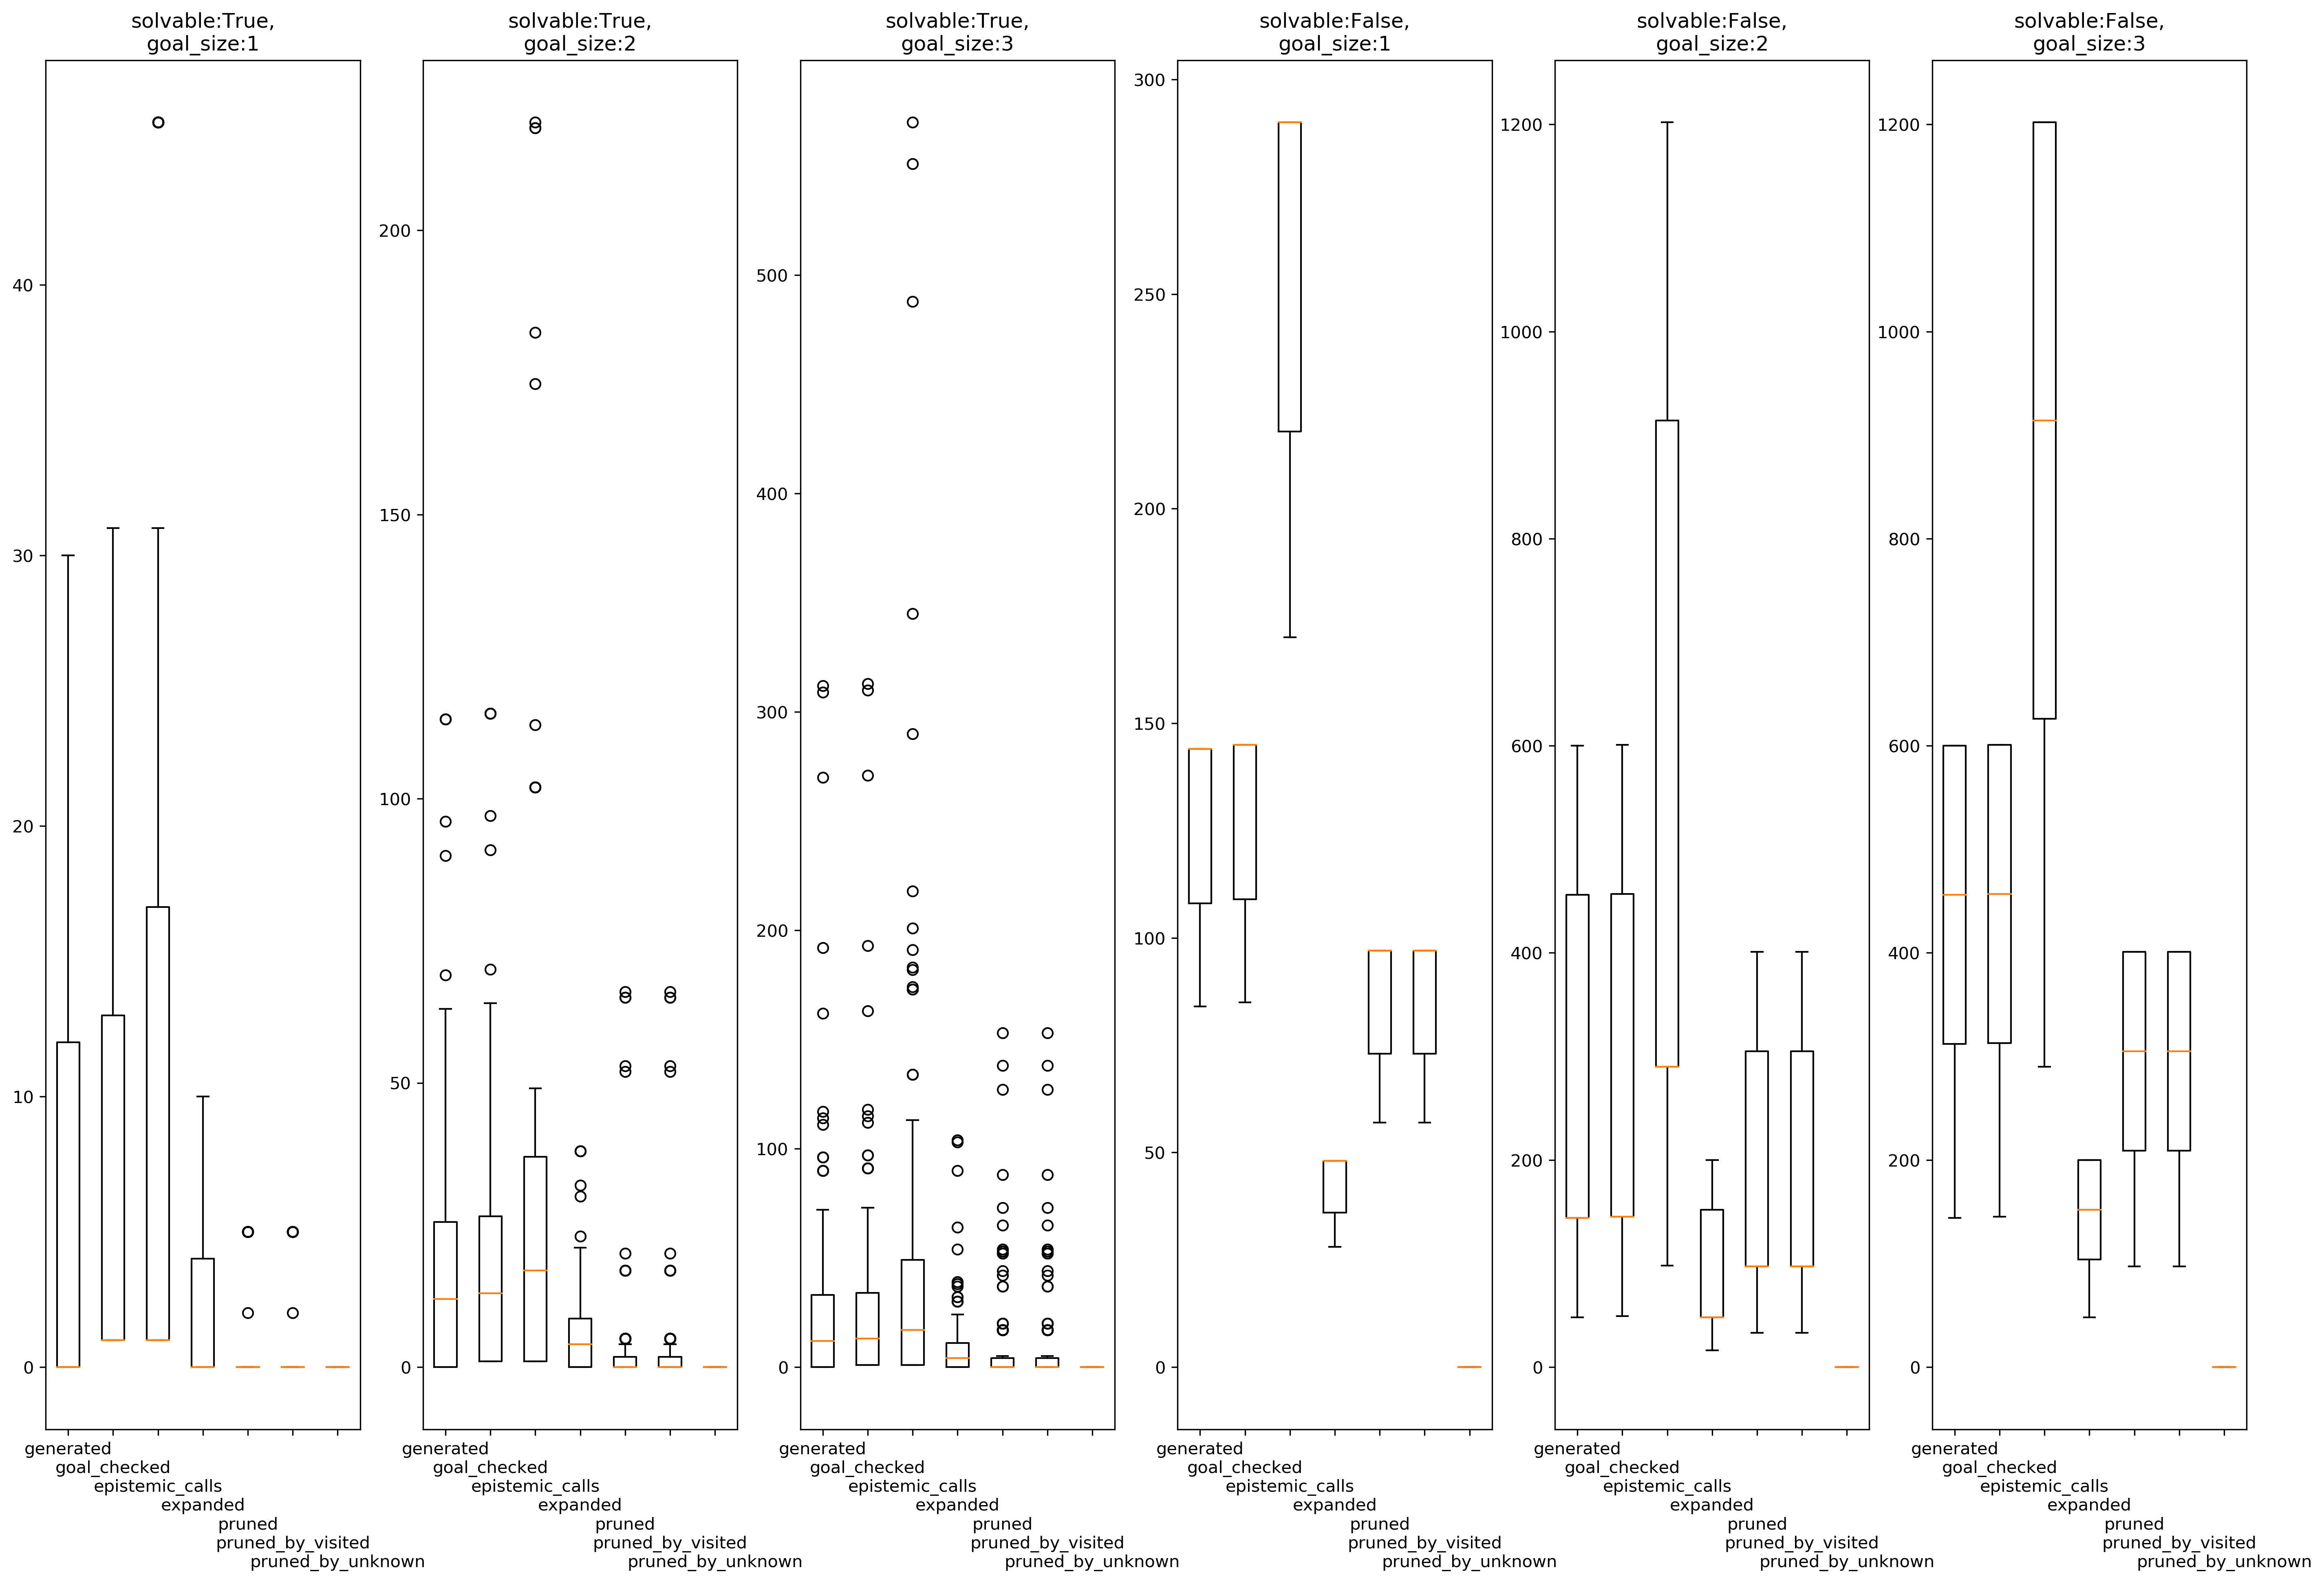 solvable:True,
goal_size:1
solvable:True,
goal_size:2
solvable:True,
goal_size:3
solvable:False,
goal_size:1
solvable:False,
goal_size:2
solvable:False,
goal_size:3
40
30
20
10
0
200
150
100
50
0
500
400
300
200
100
0
300
250
200
150
100
50
0
1200
1000
800
600
400
200
0
1200
1000
800
600
400
200
0
generated
goal_checked
epistemic_calls
expanded
pruned
pruned_by_visited
pruned_by_unknown
generated
goal_checked
epistemic_calls
expanded
pruned
pruned_by_visited
pruned_by_unknown
generated
goal_checked
epistemic_calls
expanded
pruned
pruned_by_visited
pruned_by_unknown
generated
goal_checked
epistemic_calls
expanded
pruned
pruned_by_visited
pruned_by_unknown
generated
goal_checked
epistemic_calls
expanded
pruned
pruned_by_visited
pruned_by_unknown
generated
goal_checked
epistemic_calls
expanded
pruned
pruned_by_visited
pruned_by_unknown